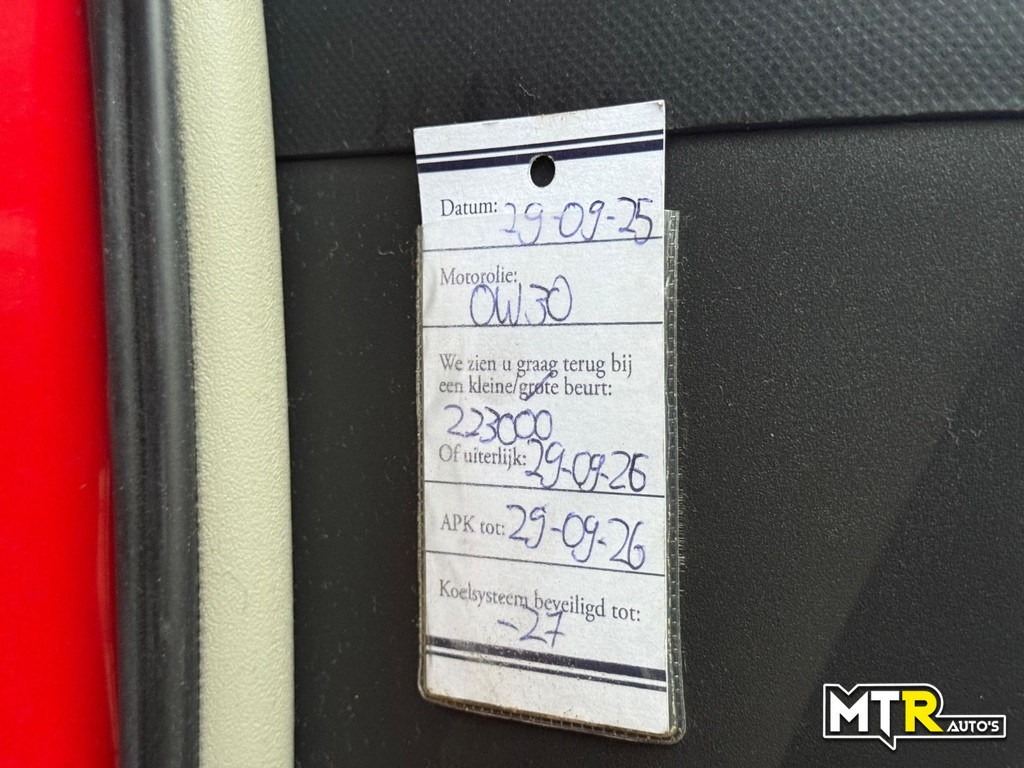 Datum: 29-09-25
Motorolie:
0W30
We zien u graag terug bij
een kleine/grote beurt:
223000
Of uiterlijk: 29-09-26
APK tot: 29-09-26
Koelsysteem beveiligd tot:
-27
MTR AUTO'S